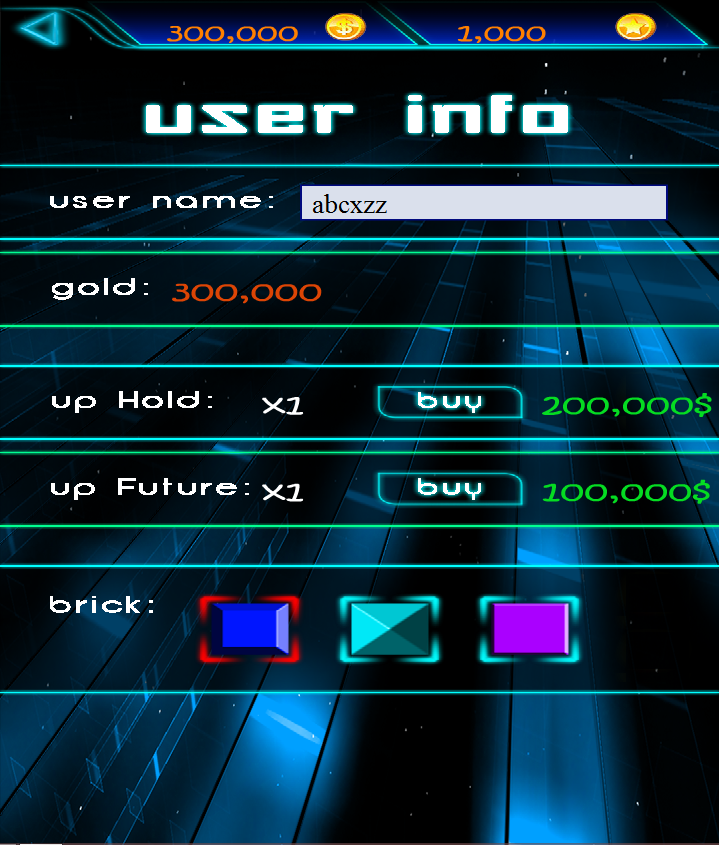 300,000 1,000
user info
user name: abcxzz
gold: 300,000
up Hold: X1 buy 200,000$
up Future: X1 buy 100,000$
brick: